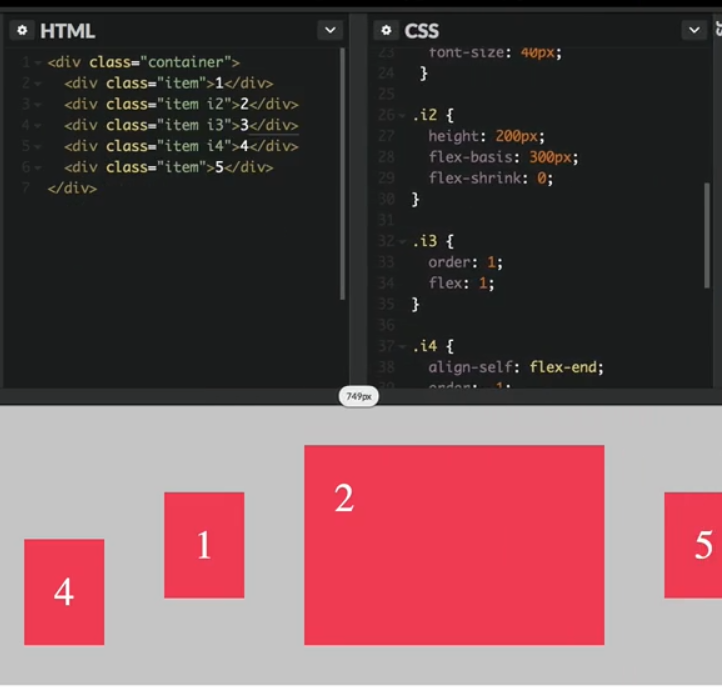 HTML
1 <div class="container">
2 <div class="item">1</div>
3 <div class="item i2">2</div>
4 <div class="item i3">3</div>
5 <div class="item i4">4</div>
6 <div class="item">5</div>
7 </div>
CSS
23 font-size: 40px;
24 }
25
26 .i2 {
27 height: 200px;
28 flex-basis: 300px;
29 flex-shrink: 0;
30 }
31
32 .i3 {
33 order: 1;
34 flex: 1;
35 }
36
37 .i4 {
38 align-self: flex-end;
749px
4
1
2
5